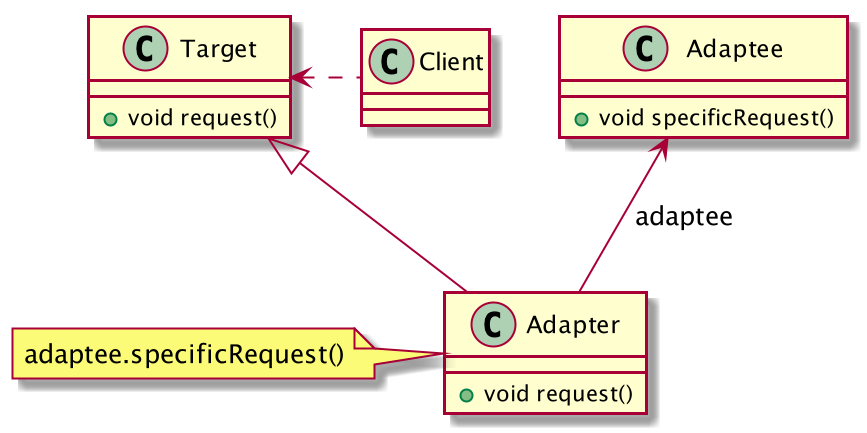 C Target
void request()
C Client
C Adaptee
void specificRequest()
adaptee
adaptee.specificRequest()
C Adapter
void request()